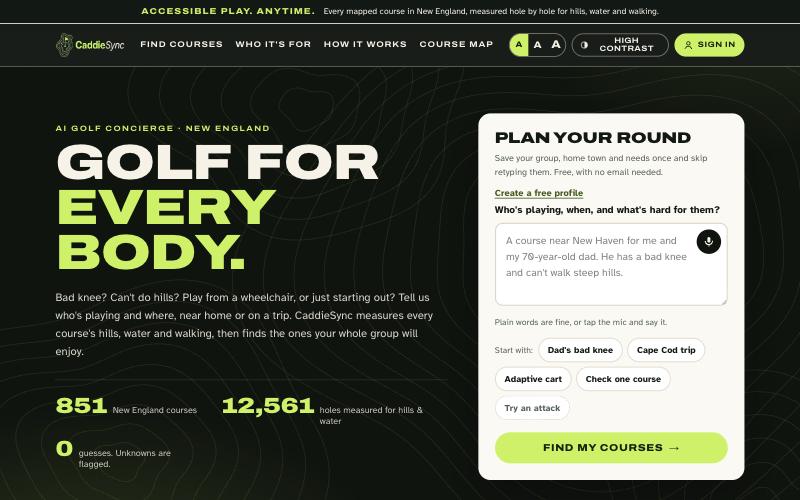 ACCESSIBLE PLAY. ANYTIME. Every mapped course in New England, measured hole by hole for hills, water and walking.
CaddieSync FIND COURSES WHO IT'S FOR HOW IT WORKS COURSE MAP A A A HIGH CONTRAST SIGN IN
AI GOLF CONCIERGE · NEW ENGLAND
GOLF FOR
EVERY
BODY.
Bad knee? Can't do hills? Play from a wheelchair, or just starting out? Tell us
who's playing and where, near home or on a trip. CaddieSync measures every
course's hills, water and walking, then finds the ones your whole group will
enjoy.
851 New England courses
12,561 holes measured for hills &
water
0 guesses. Unknowns are
flagged.
PLAN YOUR ROUND
Save your group, home town and needs once and skip
retyping them. Free, with no email needed.
Create a free profile
Who's playing, when, and what's hard for them?
A course near New Haven for me and
my 70-year-old dad. He has a bad knee
and can't walk steep hills.
Plain words are fine, or tap the mic and say it.
Start with: Dad's bad knee Cape Cod trip
Adaptive cart Check one course
Try an attack
FIND MY COURSES →